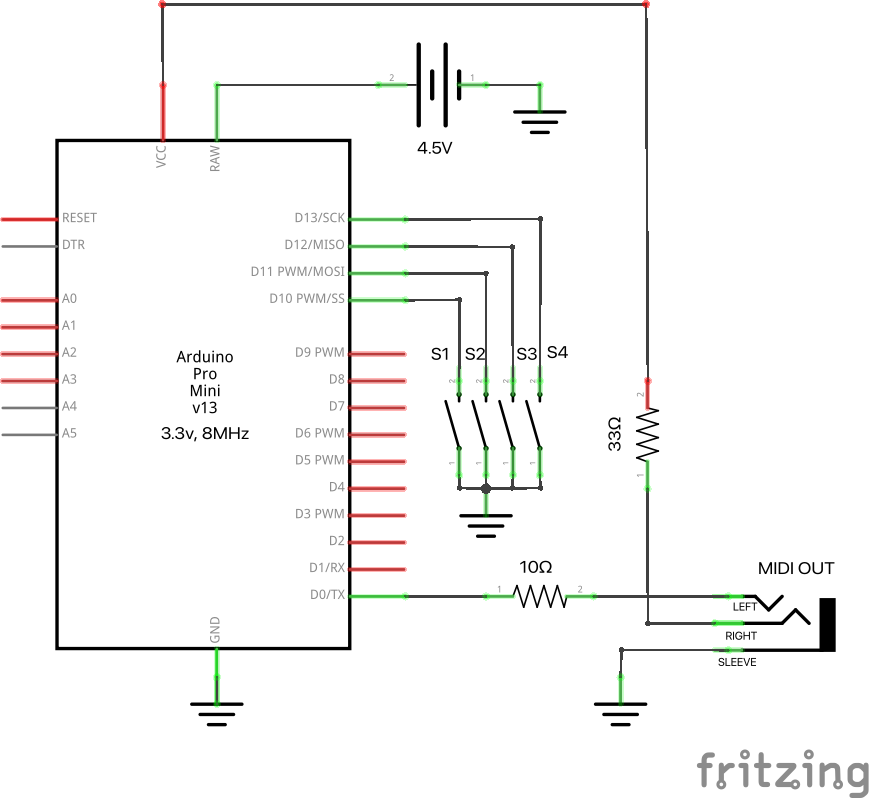 2
1
4.5V
VCC
RAW
RESET
DTR
A0
A1
A2
A3
A4
A5
D13/SCK
D12/MISO
D11 PWM/MOSI
D10 PWM/SS
D9 PWM
D8
D7
D6 PWM
D5 PWM
D4
D3 PWM
D2
D1/RX
D0/TX
GND
Arduino
Pro
Mini
v13
3.3v, 8MHz
S1 S2 S3 S4
2 2 2 2
1 1 1 1
2
33Ω
1
10Ω
1 2
MIDI OUT
LEFT
RIGHT
SLEEVE
fritzing